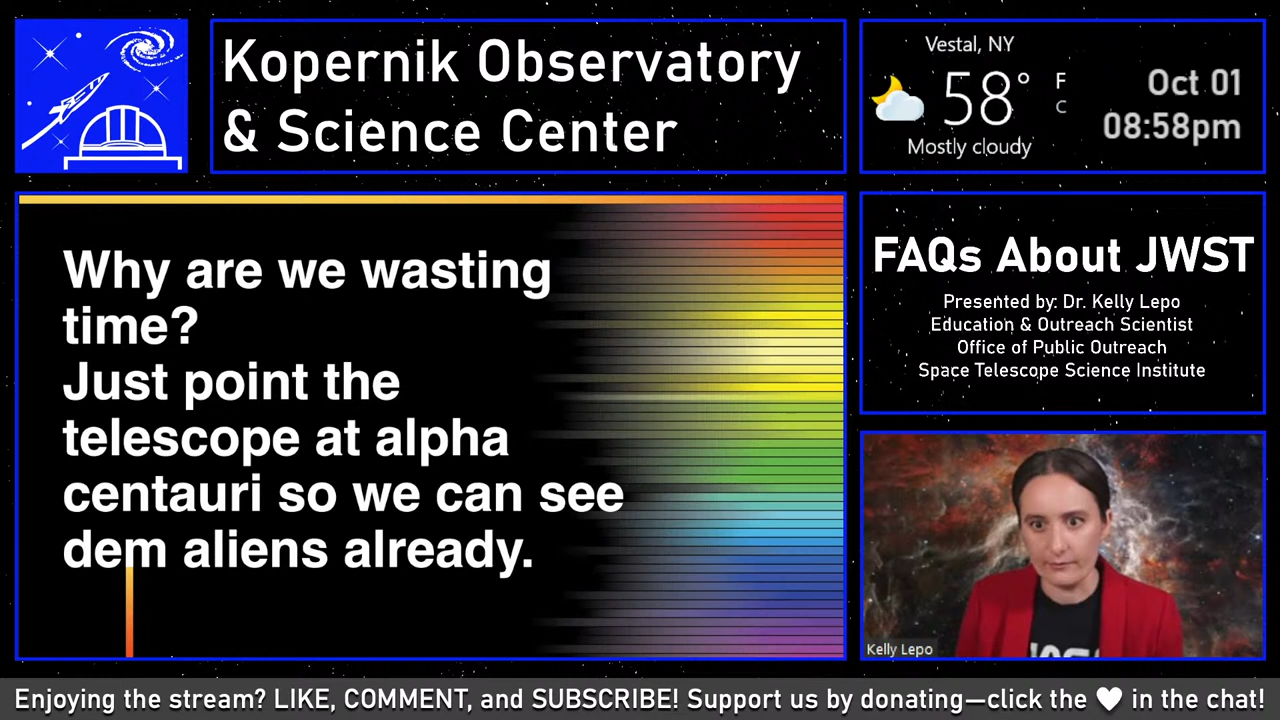 Kopernik Observatory
& Science Center
Vestal, NY
58° F
C
Mostly cloudy
Oct 01
08:58pm
Why are we wasting
time?
Just point the
telescope at alpha
centauri so we can see
dem aliens already.
FAQs About JWST
Presented by: Dr. Kelly Lepo
Education & Outreach Scientist
Office of Public Outreach
Space Telescope Science Institute
Kelly Lepo
Enjoying the stream? LIKE, COMMENT, and SUBSCRIBE! Support us by donating—click the ♥ in the chat!